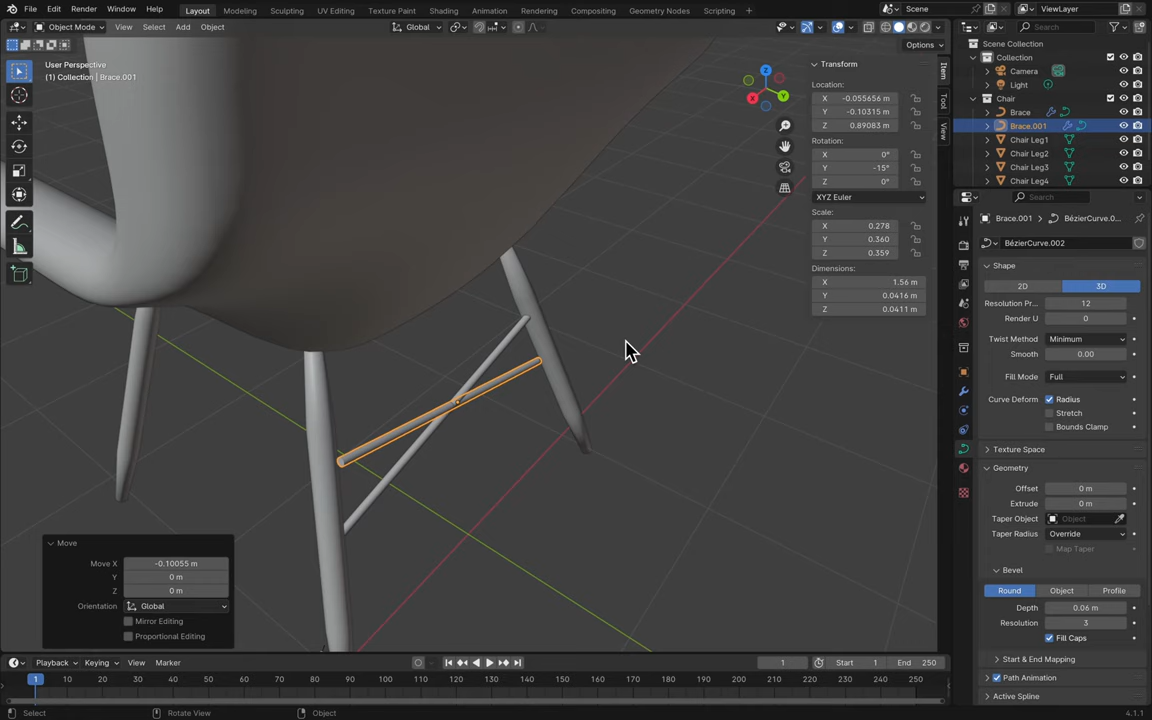 File Edit Render Window Help Layout Modeling Sculpting UV Editing Texture Paint Shading Animation Rendering Compositing Geometry Nodes Scripting Scene ViewLayer
Object Mode View Select Add Object Global
Options
User Perspective
(1) Collection | Brace.001
X
Y
Z
Item
Tool
View
Transform
Location:
X -0.055656 m
Y -0.10315 m
Z 0.89083 m
Rotation:
X 0°
Y -15°
Z 0°
XYZ Euler
Scale:
X 0.278
Y 0.360
Z 0.359
Dimensions:
X 1.56 m
Y 0.0416 m
Z 0.0411 m
Move
Move X -0.10055 m
Y 0 m
Z 0 m
Orientation Global
Mirror Editing
Proportional Editing
Search
Scene Collection
Collection
Camera
Light
Chair
Brace
Brace.001
Chair Leg1
Chair Leg2
Chair Leg3
Chair Leg4
Search
Brace.001 BézierCurve.0...
BézierCurve.002
Shape
2D 3D
Resolution Pr... 12
Render U 0
Twist Method Minimum
Smooth 0.00
Fill Mode Full
Curve Deform Radius
Stretch
Bounds Clamp
Texture Space
Geometry
Offset 0 m
Extrude 0 m
Taper Object Object
Taper Radius Override
Map Taper
Bevel
Round Object Profile
Depth 0.06 m
Resolution 3
Fill Caps
Start & End Mapping
Path Animation
Active Spline
Playback Keying View Marker 1 Start 1 End 250
1 10 20 30 40 50 60 70 80 90 100 110 120 130 140 150 160 170 180 190 200 210 220 230 240 250
Select Rotate View Object 4.1.1